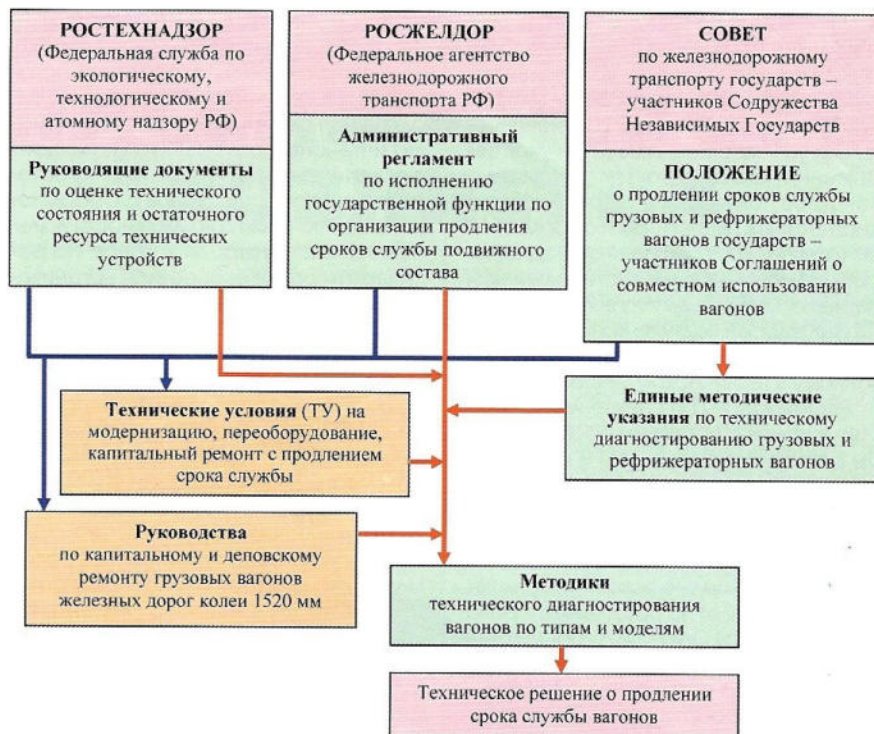 РОСТЕХНАДЗОР
(Федеральная служба по
экологическому,
технологическому и
атомному надзору РФ)
Руководящие документы
по оценке технического
состояния и остаточного
ресурса технических
устройств
РОСЖЕЛДОР
(Федеральное агентство
железнодорожного
транспорта РФ)
Административный
регламент
по исполнению
государственной функции по
организации продления
сроков службы подвижного
состава
СОВЕТ
по железнодорожному
транспорту государств –
участников Содружества
Независимых Государств
ПОЛОЖЕНИЕ
о продлении сроков службы
грузовых и рефрижераторных
вагонов государств –
участников Соглашений о
совместном использовании
вагонов
Технические условия (ТУ) на
модернизацию, переоборудование,
капитальный ремонт с продлением
срока службы
Единые методические
указания по техническому
диагностированию грузовых и
рефрижераторных вагонов
Руководства
по капитальному и деповскому
ремонту грузовых вагонов
железных дорог колеи 1520 мм
Методики
технического диагностирования
вагонов по типам и моделям
Техническое решение о продлении
срока службы вагонов